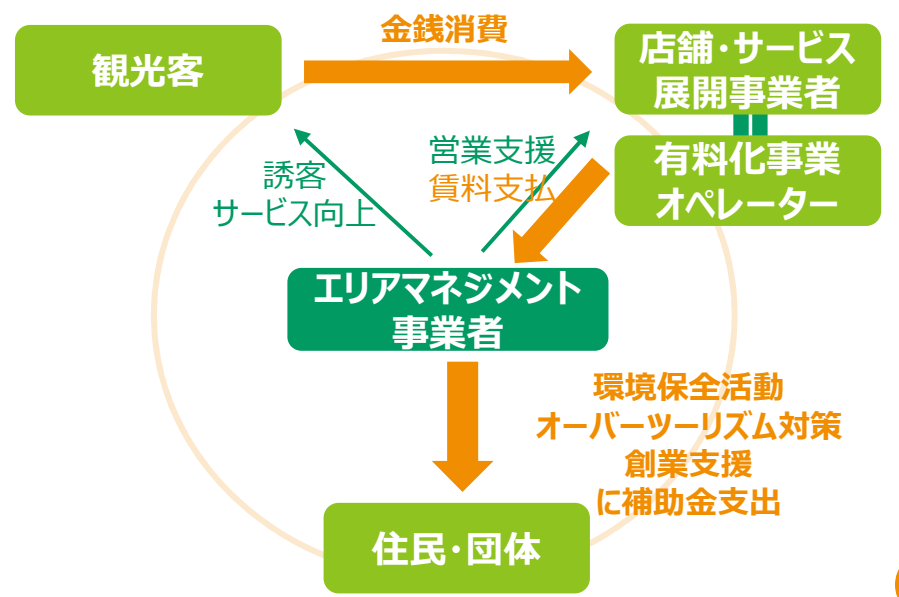 金銭消費
観光客
店舗・サービス
展開事業者
有料化事業
オペレーター
営業支援
賃料支払
誘客
サービス向上
エリアマネジメント
事業者
環境保全活動
オーバーツーリズム対策
創業支援
に補助金支出
住民・団体